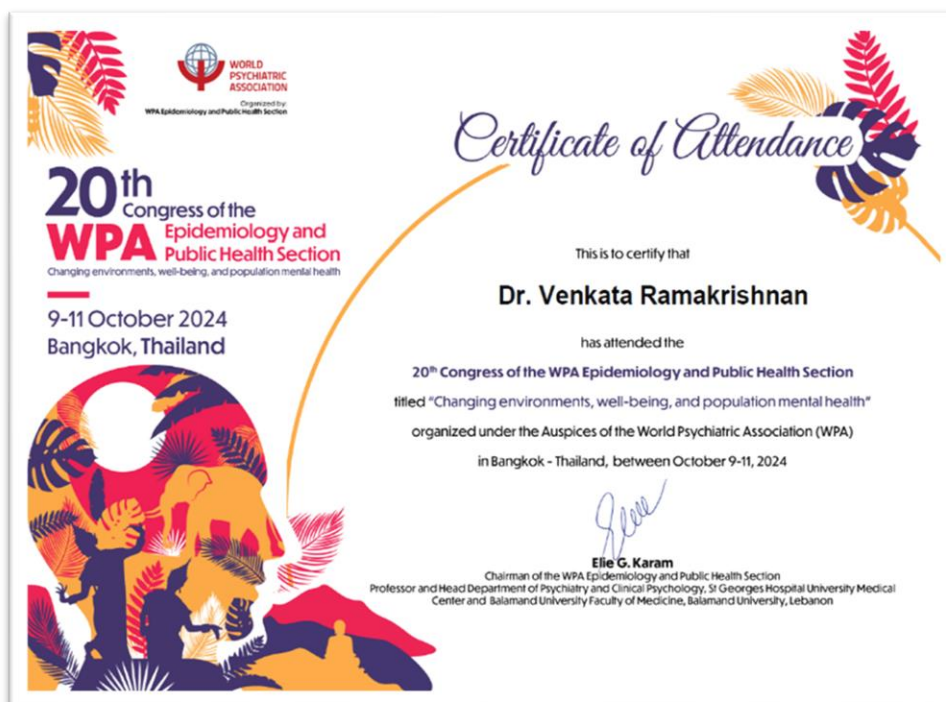 WORLD
PSYCHIATRIC
ASSOCIATION
Organized by:
WPA Epidemiology and Public Health Section
20th
Congress of the
WPA Epidemiology and
Public Health Section
Changing environments, well-being, and population mental health
9-11 October 2024
Bangkok, Thailand
Certificate of Attendance
This is to certify that
Dr. Venkata Ramakrishnan
has attended the
20th Congress of the WPA Epidemiology and Public Health Section
titled “Changing environments, well-being, and population mental health”
organized under the Auspices of the World Psychiatric Association (WPA)
in Bangkok - Thailand, between October 9-11, 2024
Elie G. Karam
Chairman of the WPA Epidemiology and Public Health Section
Professor and Head Department of Psychiatry and Clinical Psychology, St Georges Hospital University Medical
Center and Balamand University Faculty of Medicine, Balamand University, Lebanon